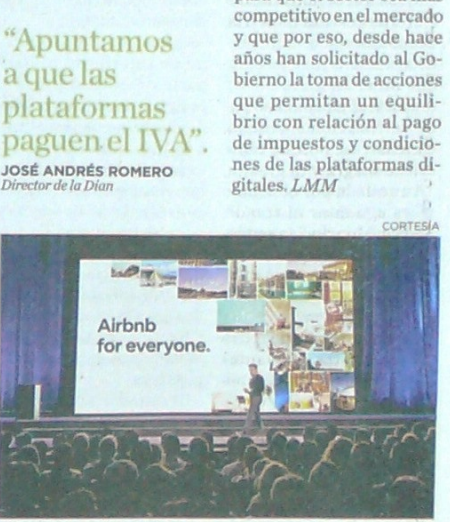 “Apuntamos
a que las
plataformas
paguen el IVA”.
JOSÉ ANDRÉS ROMERO
Director de la Dian
competitivo en el mercado
y que por eso, desde hace
años han solicitado al Go-
bierno la toma de acciones
que permitan un equili-
brio con relación al pago
de impuestos y condicio-
nes de las plataformas di-
gitales. LMM
CORTESÍA
Airbnb
for everyone.